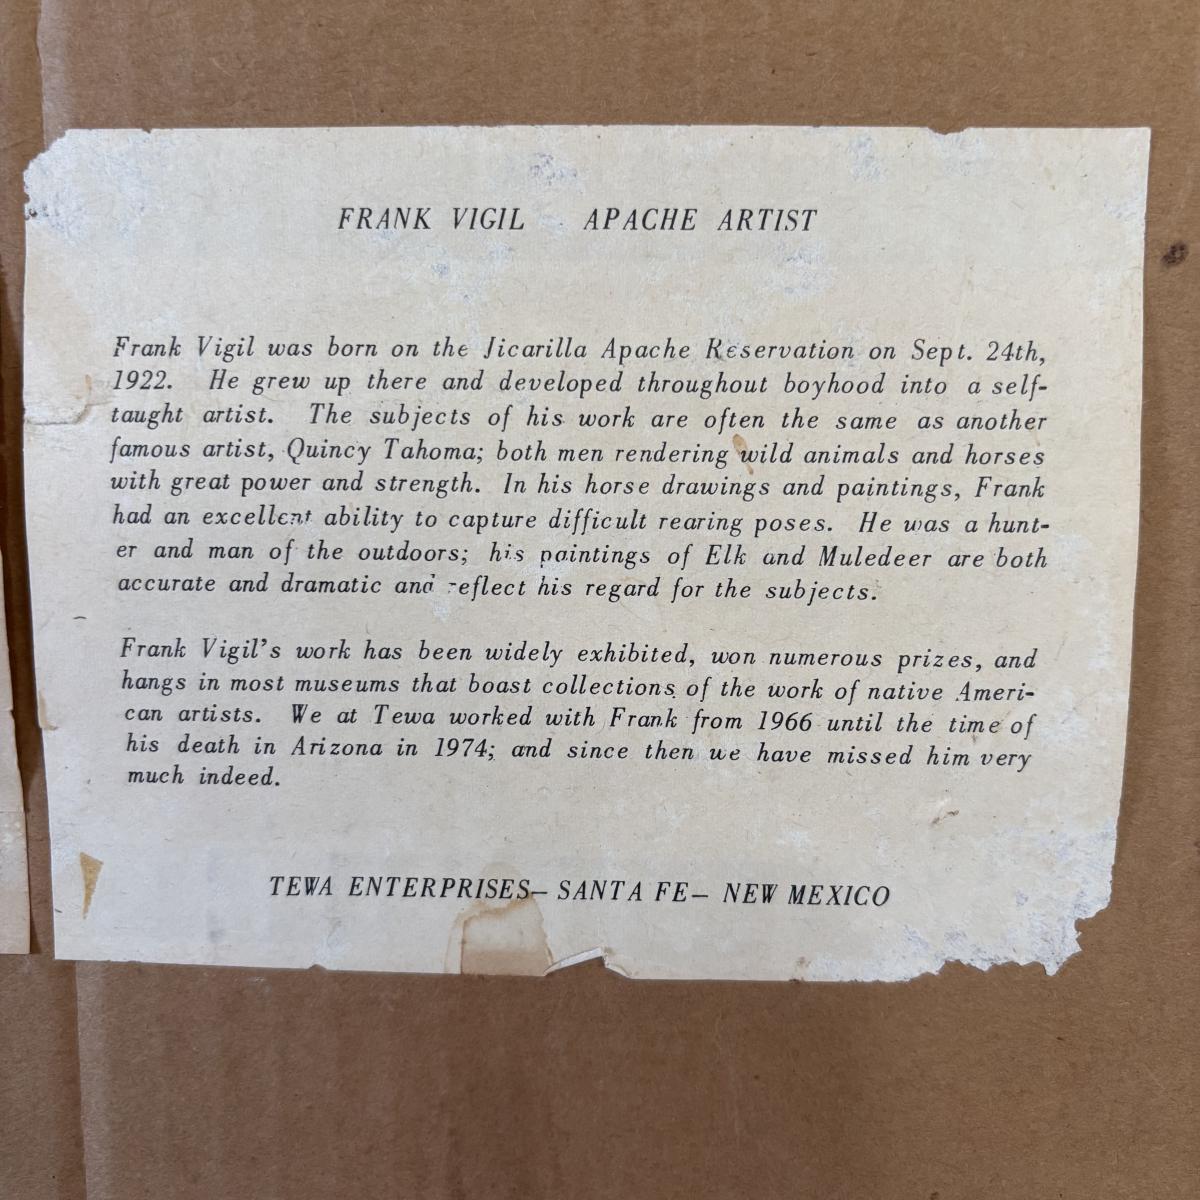 FRANK VIGIL APACHE ARTIST
Frank Vigil was born on the Jicarilla Apache Reservation on Sept. 24th,
1922. He grew up there and developed throughout boyhood into a self-
taught artist. The subjects of his work are often the same as another
famous artist, Quincy Tahoma; both men rendering wild animals and horses
with great power and strength. In his horse drawings and paintings, Frank
had an excellent ability to capture difficult rearing poses. He was a hunt-
er and man of the outdoors; his paintings of Elk and Muledeer are both
accurate and dramatic and reflect his regard for the subjects.
Frank Vigil's work has been widely exhibited, won numerous prizes, and
hangs in most museums that boast collections of the work of native Ameri-
can artists. We at Tewa worked with Frank from 1966 until the time of
his death in Arizona in 1974; and since then we have missed him very
much indeed.
TEWA ENTERPRISES— SANTA FE— NEW MEXICO